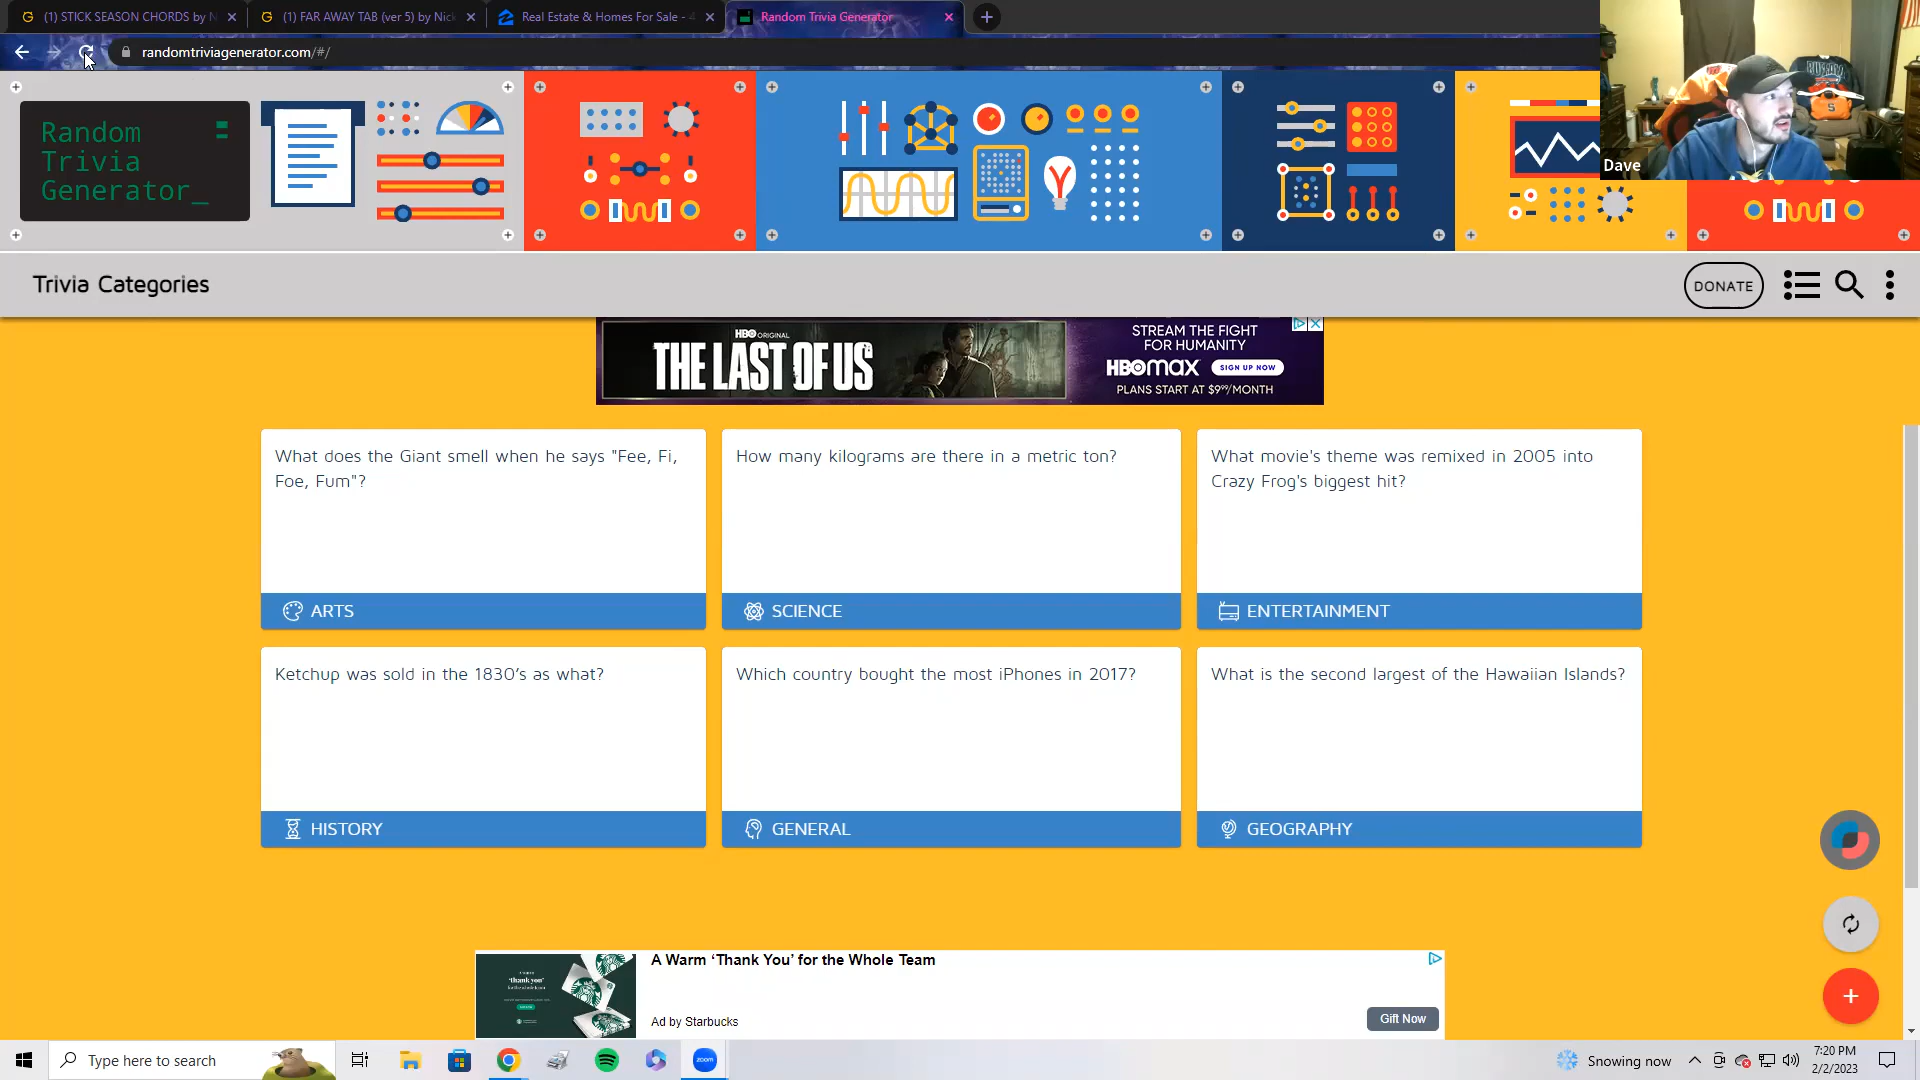 (1) STICK SEASON CHORDS by N
(1) FAR AWAY TAB (ver 5) by Nick
Real Estate & Homes For Sale - 4
Random Trivia Generator
randomtriviagenerator.com/#/
Random
Trivia
Generator_
Dave
Trivia Categories
DONATE
HBO ORIGINAL
THE LAST OF US
STREAM THE FIGHT
FOR HUMANITY
HBOMAX SIGN UP NOW
PLANS START AT $9.99/MONTH
What does the Giant smell when he says "Fee, Fi,
Foe, Fum"?
ARTS
How many kilograms are there in a metric ton?
SCIENCE
What movie's theme was remixed in 2005 into
Crazy Frog's biggest hit?
ENTERTAINMENT
Ketchup was sold in the 1830’s as what?
HISTORY
Which country bought the most iPhones in 2017?
GENERAL
What is the second largest of the Hawaiian Islands?
GEOGRAPHY
A Warm ‘Thank You’ for the Whole Team
Ad by Starbucks
Gift Now
Type here to search
zoom
Snowing now
7:20 PM
2/2/2023